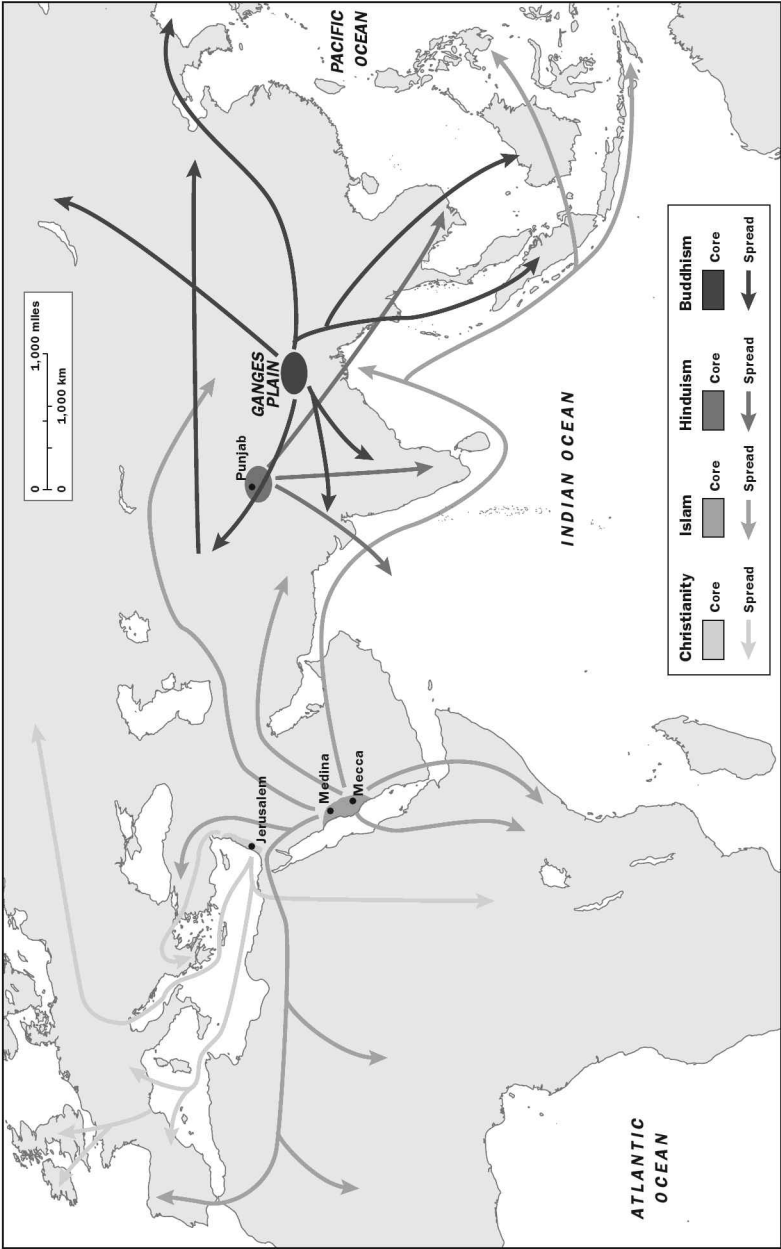 PACIFIC
OCEAN
0
1,000 miles
0
1,000 km
GANGES
PLAIN
Punjab
Jerusalem
Medina
Mecca
INDIAN OCEAN
ATLANTIC
OCEAN
Christianity
Core
Spread
Islam
Core
Spread
Hinduism
Core
Spread
Buddhism
Core
Spread